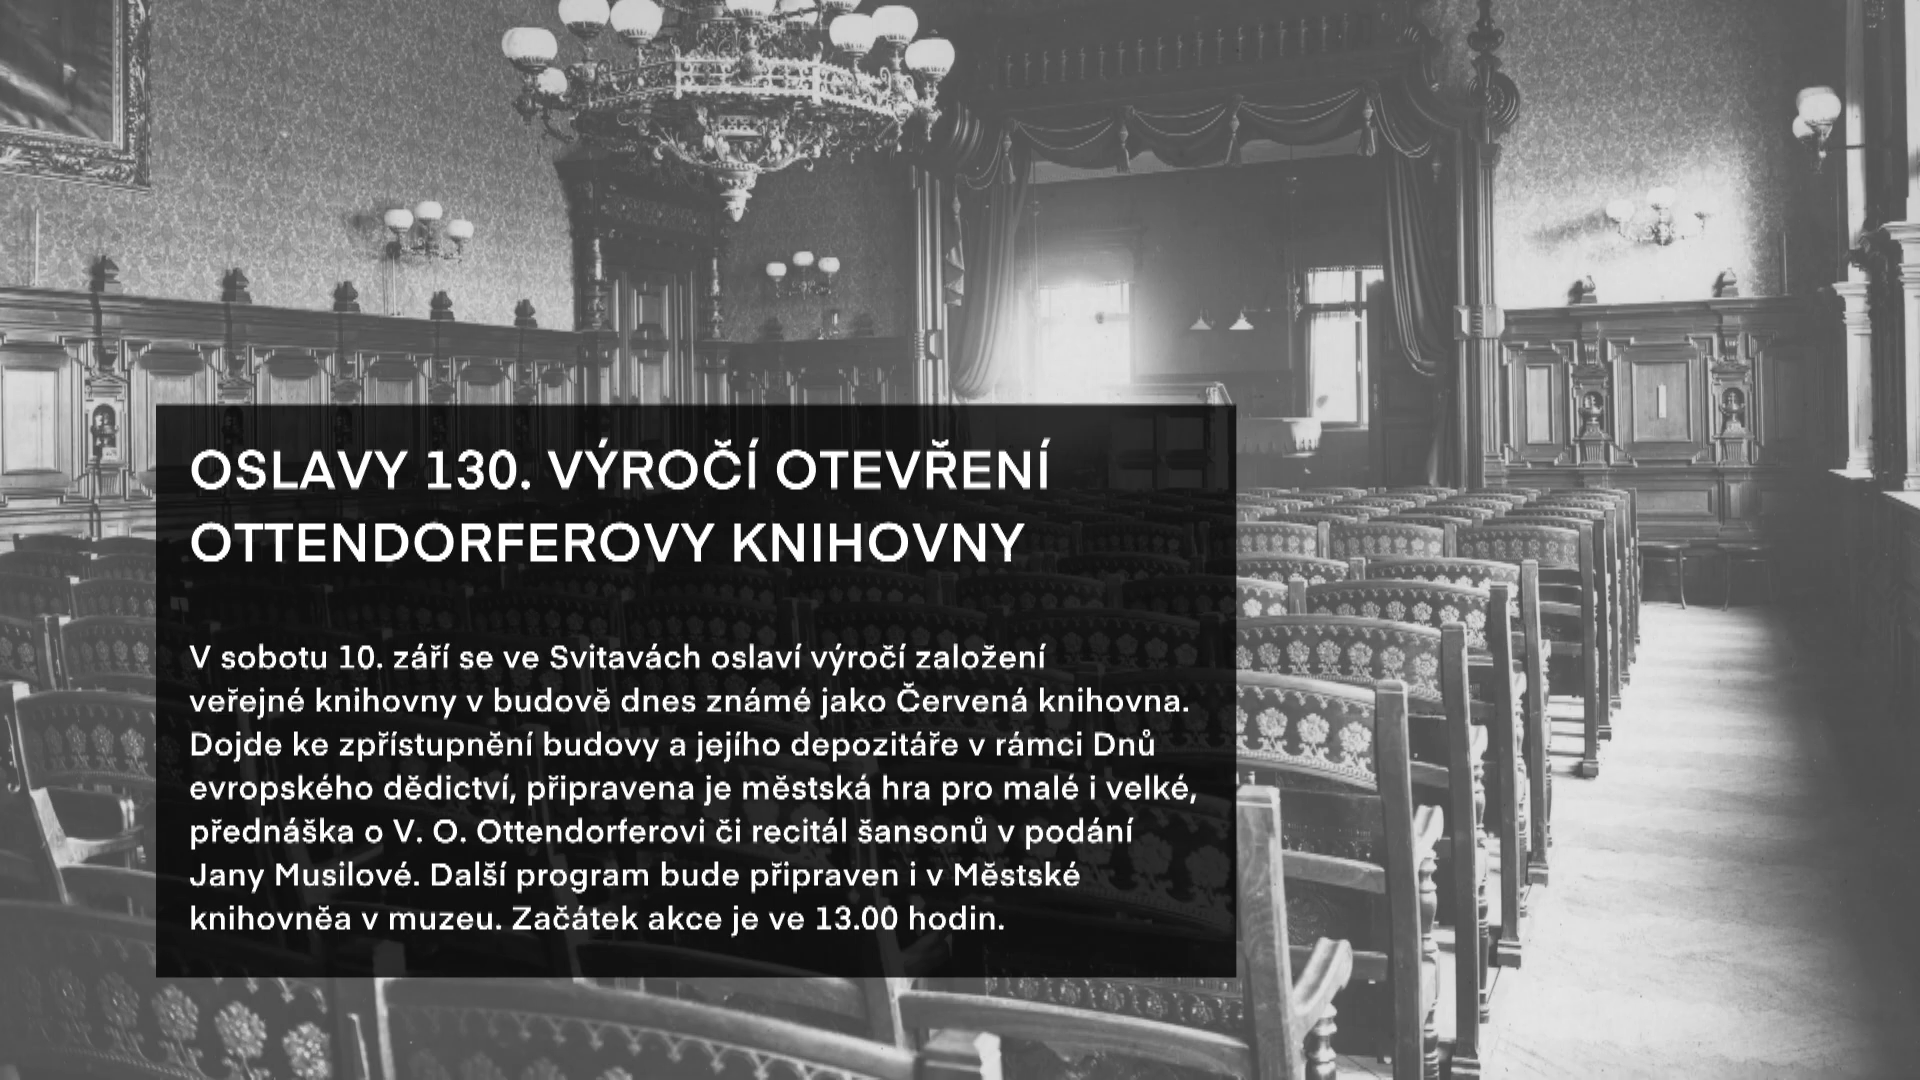 OSLAVY 130. VÝROČÍ OTEVŘENÍ
OTTENDORFEROVY KNIHOVNY
V sobotu 10. září se ve Svitavách oslaví výročí založení
veřejné knihovny v budově dnes známé jako Červená knihovna.
Dojde ke zpřístupnění budovy a jejího depozitáře v rámci Dnů
evropského dědictví, připravena je městská hra pro malé i velké,
přednáška o V. O. Ottendorferovi či recitál šansonů v podání
Jany Musilové. Další program bude připraven i v Městské
knihovněa v muzeu. Začátek akce je ve 13.00 hodin.